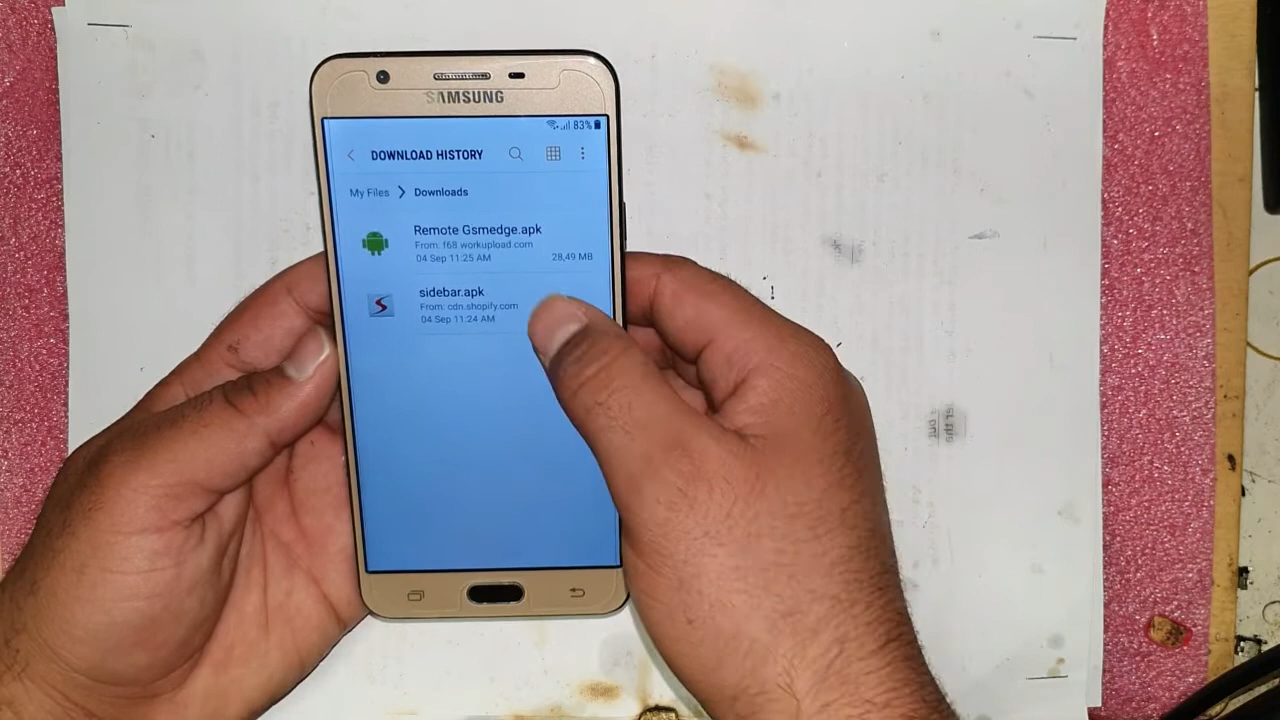 SAMSUNG
83%
DOWNLOAD HISTORY
My Files > Downloads
Remote Gsmedge.apk
From: f68 workupload.com
04 Sep 11:25 AM 28,49 MB
sidebar.apk
From: cdn.shopify.com
04 Sep 11:24 AM